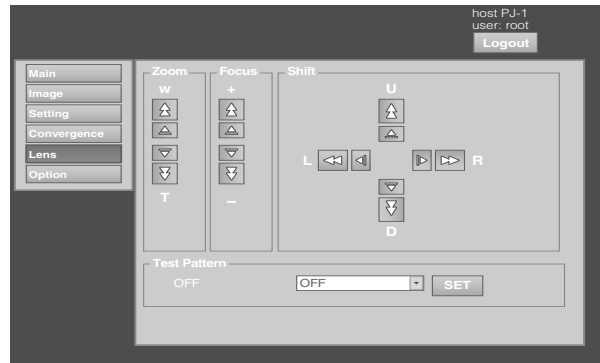 host PJ-1
user: root
Logout
Main
Image
Setting
Convergence
Lens
Option
Zoom
W
T
Focus
+
–
Shift
U
L
R
D
Test Pattern
OFF
OFF
SET